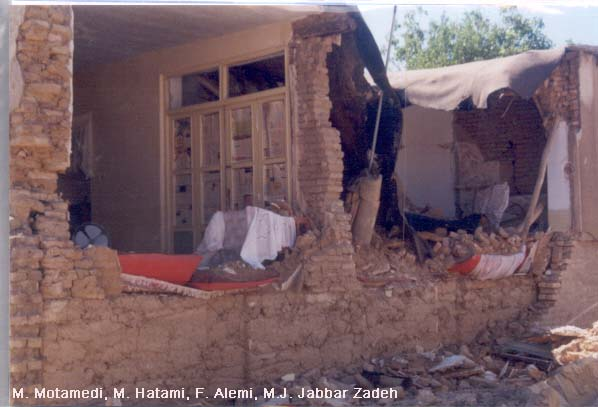 M. Motamedi, M. Hatami, F. Alemi, M.J. Jabbar Zadeh